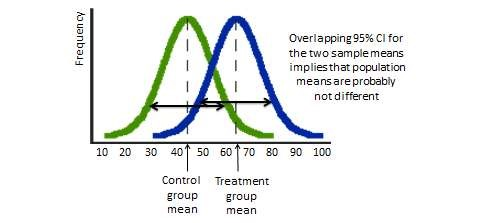 Frequency
Overlapping 95% CI for
the two sample means
implies that population
means are probably
not different
10 20 30 40 50 60 70 80 90 100
Control
group
mean
Treatment
group
mean